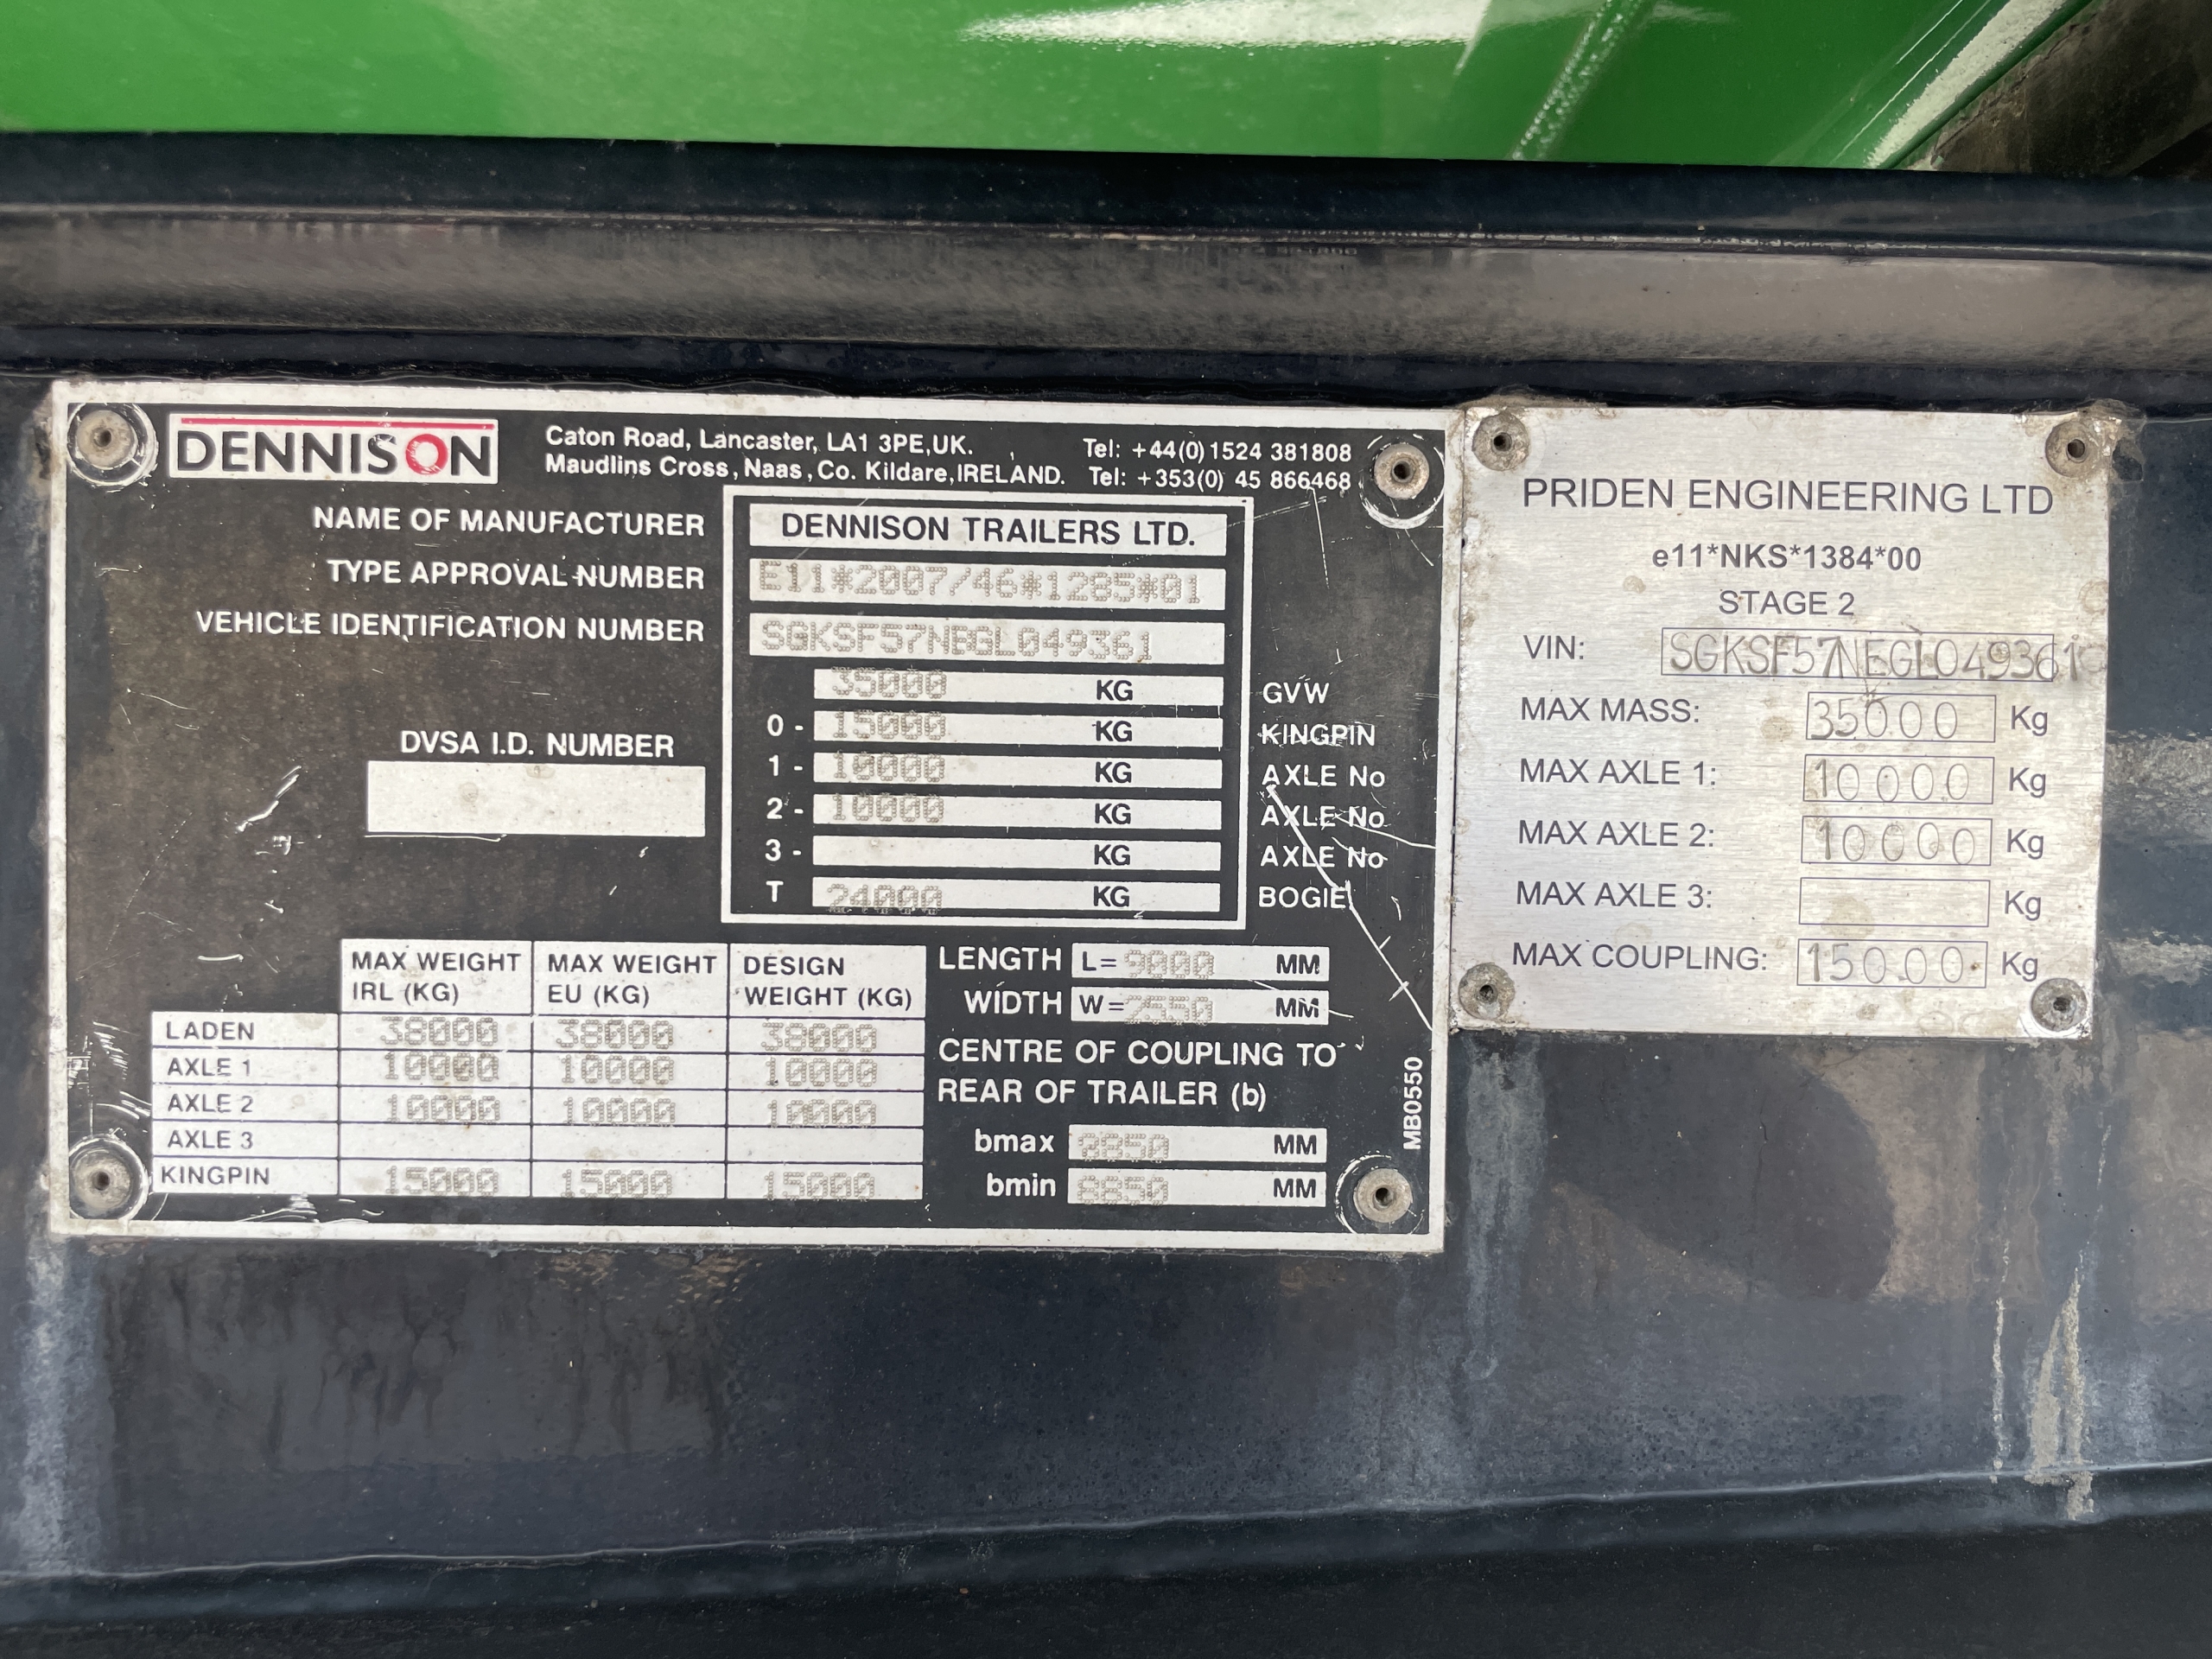 DENNISON
Caton Road, Lancaster, LA1 3PE, UK. Tel: +44(0) 1524 381808
Maudlins Cross, Naas, Co. Kildare, IRELAND. Tel: +353(0) 45 866468
NAME OF MANUFACTURER DENNISON TRAILERS LTD.
TYPE APPROVAL NUMBER E11*2007/46*1285*01
VEHICLE IDENTIFICATION NUMBER SGKSF57NEGL049361
35000 KG GVW
DVSA I.D. NUMBER
0 - 15000 KG KINGPIN
1 - 10000 KG AXLE No
2 - 10000 KG AXLE No
3 - KG AXLE No
T 24000 KG BOGIE
MAX WEIGHT IRL (KG) MAX WEIGHT EU (KG) DESIGN WEIGHT (KG)
LADEN 38000 38000 38000
AXLE 1 10000 10000 10000
AXLE 2 10000 10000 10000
AXLE 3
KINGPIN 15000 15000 15000
LENGTH L= 9000 MM
WIDTH W= 2550 MM
CENTRE OF COUPLING TO
REAR OF TRAILER (b)
bmax 8850 MM
bmin 8850 MM
MB0550
PRIDEN ENGINEERING LTD
e11*NKS*1384*00
STAGE 2
VIN: SGKSF57NEGL049361
MAX MASS: 35000 Kg
MAX AXLE 1: 10000 Kg
MAX AXLE 2: 10000 Kg
MAX AXLE 3: Kg
MAX COUPLING: 15000 Kg